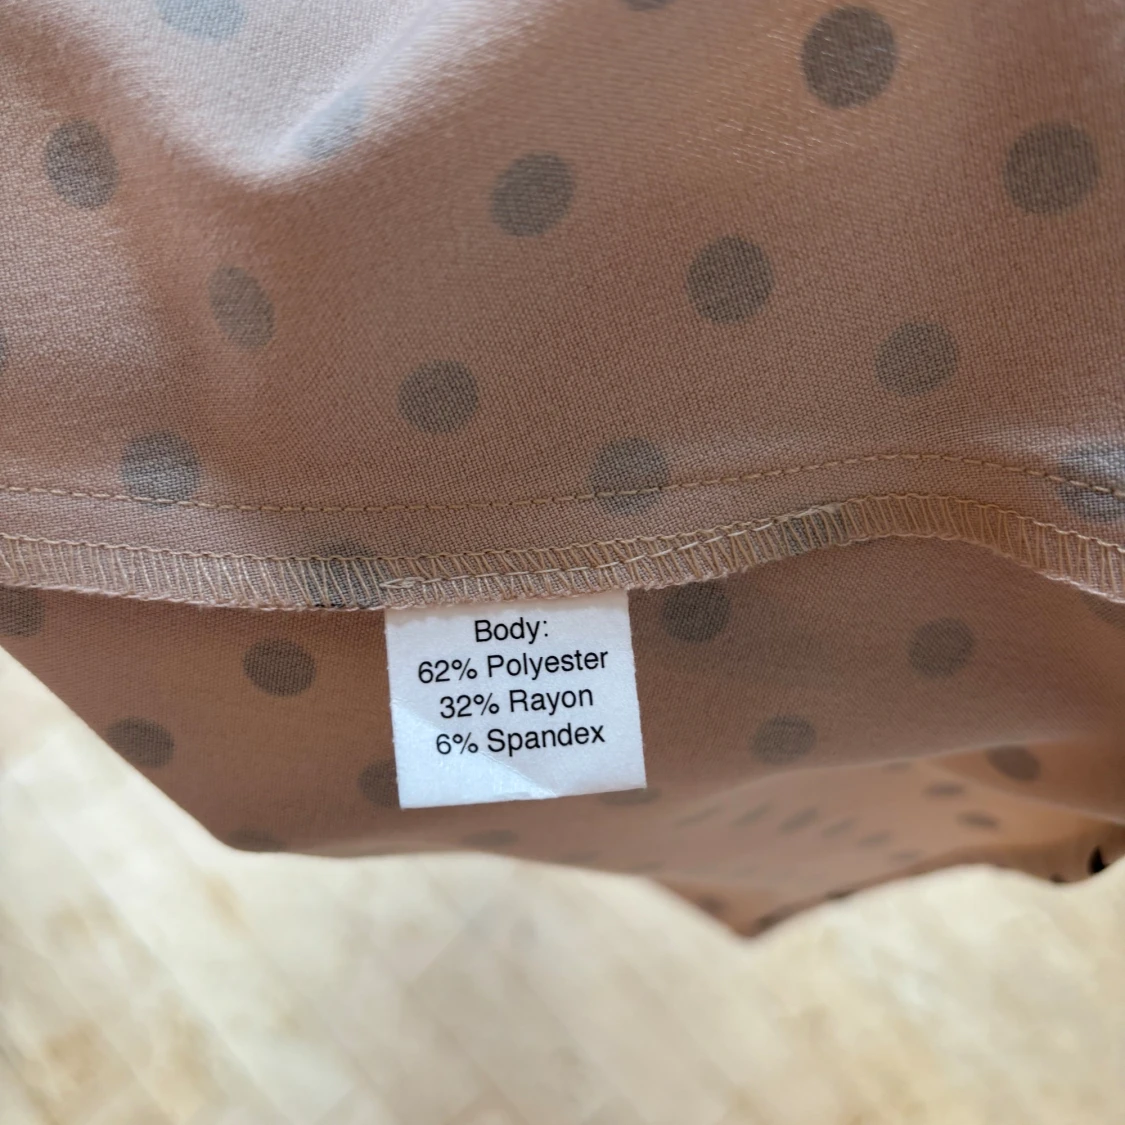 Body:
62% Polyester
32% Rayon
6% Spandex